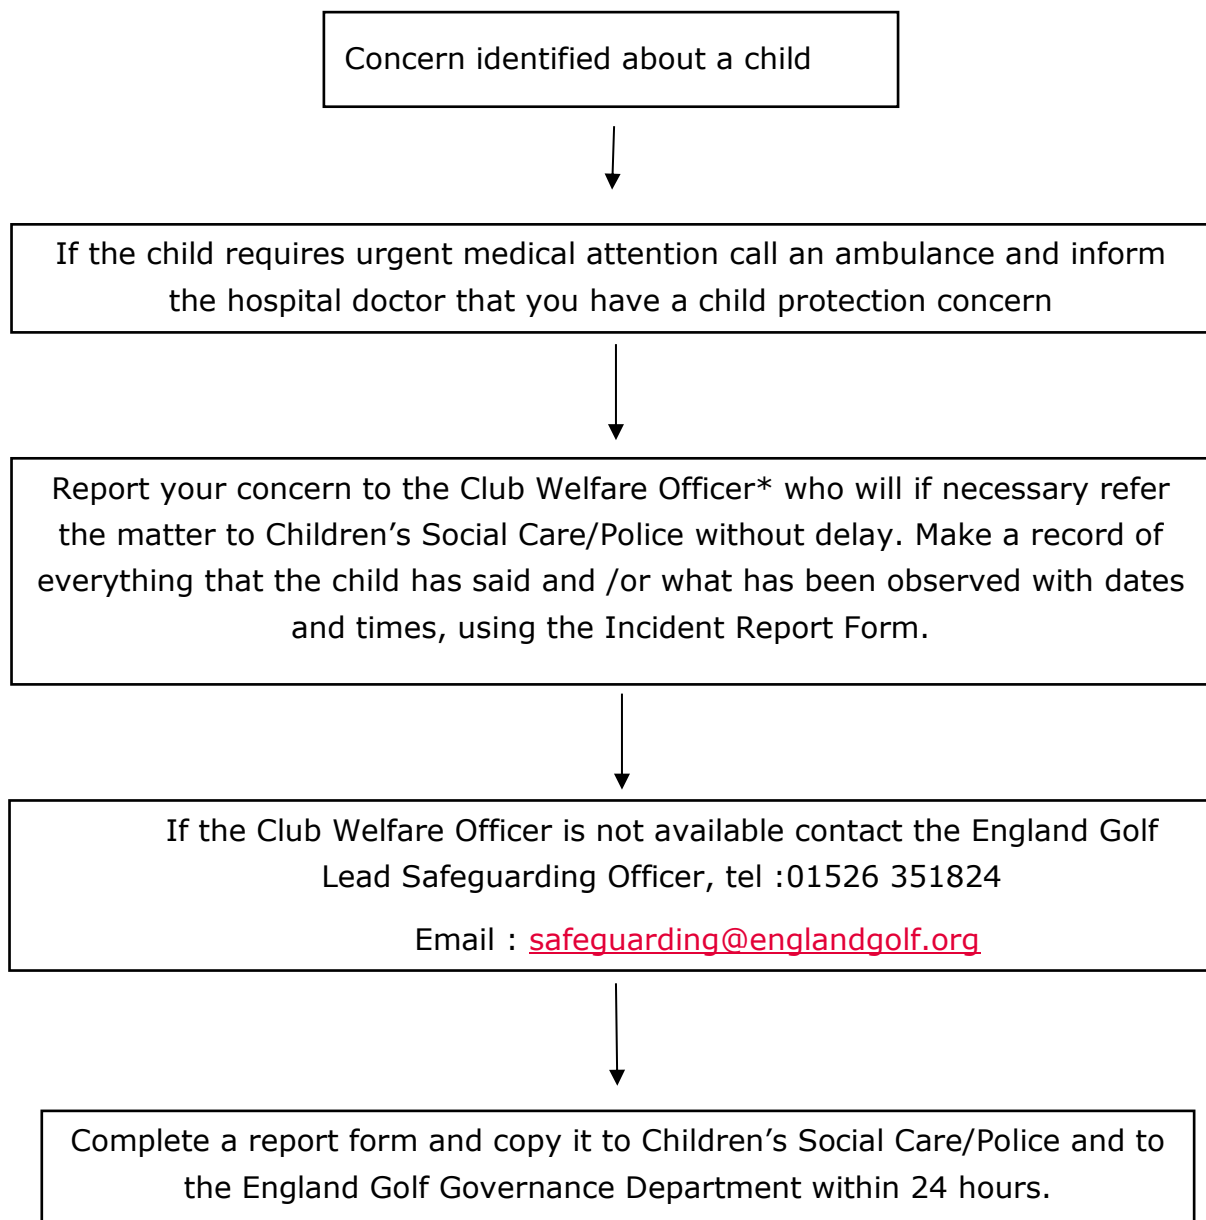 Concern identified about a child
If the child requires urgent medical attention call an ambulance and inform
the hospital doctor that you have a child protection concern
Report your concern to the Club Welfare Officer* who will if necessary refer
the matter to Children’s Social Care/Police without delay. Make a record of
everything that the child has said and /or what has been observed with dates
and times, using the Incident Report Form.
If the Club Welfare Officer is not available contact the England Golf
Lead Safeguarding Officer, tel :01526 351824
Email : safeguarding@englandgolf.org
Complete a report form and copy it to Children’s Social Care/Police and to
the England Golf Governance Department within 24 hours.